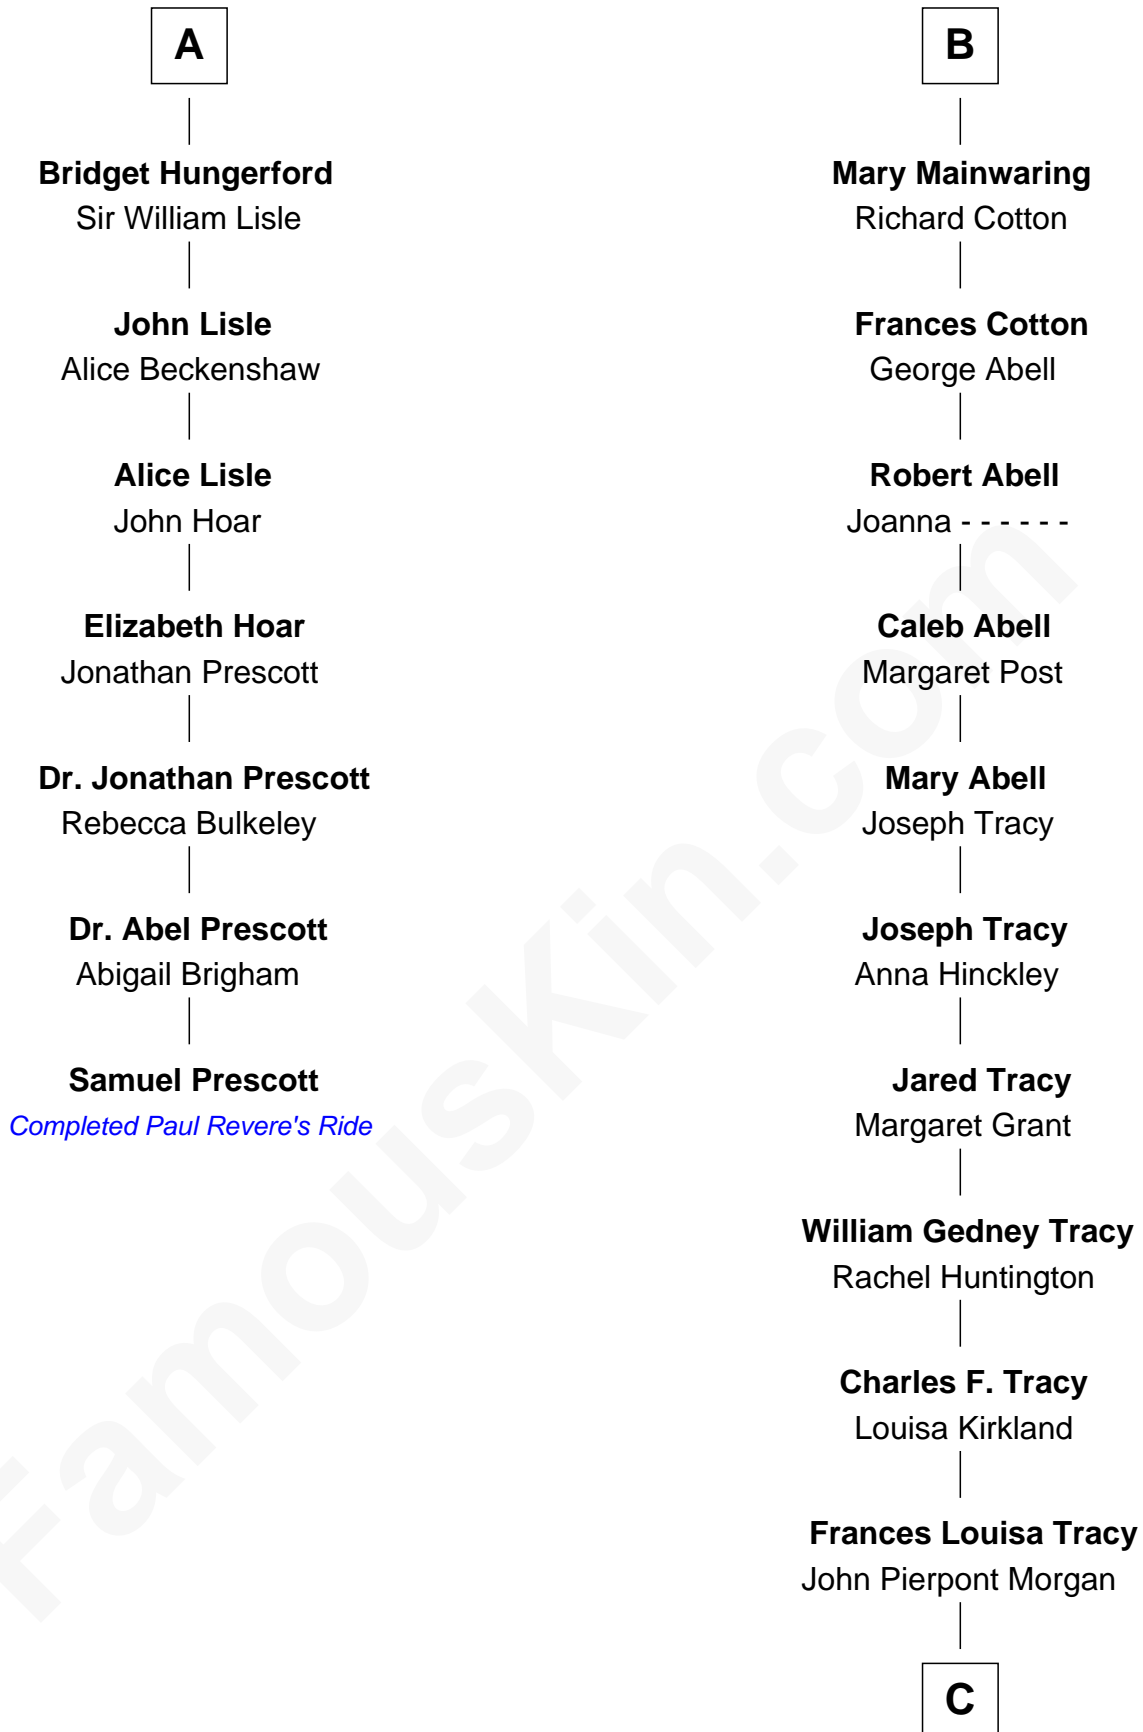 A
Bridget Hungerford
Sir William Lisle
John Lisle
Alice Beckenshaw
Alice Lisle
John Hoar
Elizabeth Hoar
Jonathan Prescott
Dr. Jonathan Prescott
Rebecca Bulkeley
Dr. Abel Prescott
Abigail Brigham
Samuel Prescott
Completed Paul Revere's Ride
B
Mary Mainwaring
Richard Cotton
Frances Cotton
George Abell
Robert Abell
Joanna - - - - - -
Caleb Abell
Margaret Post
Mary Abell
Joseph Tracy
Joseph Tracy
Anna Hinckley
Jared Tracy
Margaret Grant
William Gedney Tracy
Rachel Huntington
Charles F. Tracy
Louisa Kirkland
Frances Louisa Tracy
John Pierpont Morgan
C
FamousKin.com